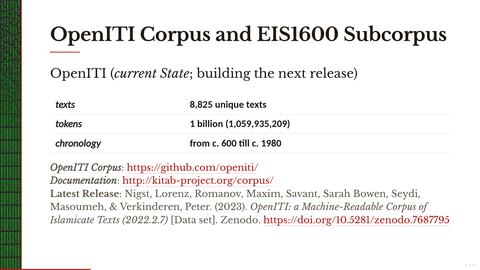 OpenITI Corpus and EIS1600 Subcorpus
OpenITI (current State; building the next release)
texts 8,825 unique texts
tokens 1 billion (1,059,935,209)
chronology from c. 600 till c. 1980
OpenITI Corpus: https://github.com/openiti/
Documentation: http://kitab-project.org/corpus/
Latest Release: Nigst, Lorenz, Romanov, Maxim, Savant, Sarah Bowen, Seydi,
Masoumeh, & Verkinderen, Peter. (2023). OpenITI: a Machine-Readable Corpus of
Islamicate Texts (2022.2.7) [Data set]. Zenodo. https://doi.org/10.5281/zenodo.7687795